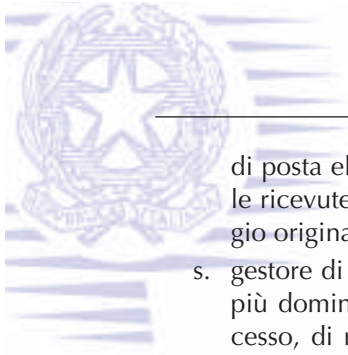 di posta el
le ricevute
gio origina
s. gestore di
più domin
cesso, di